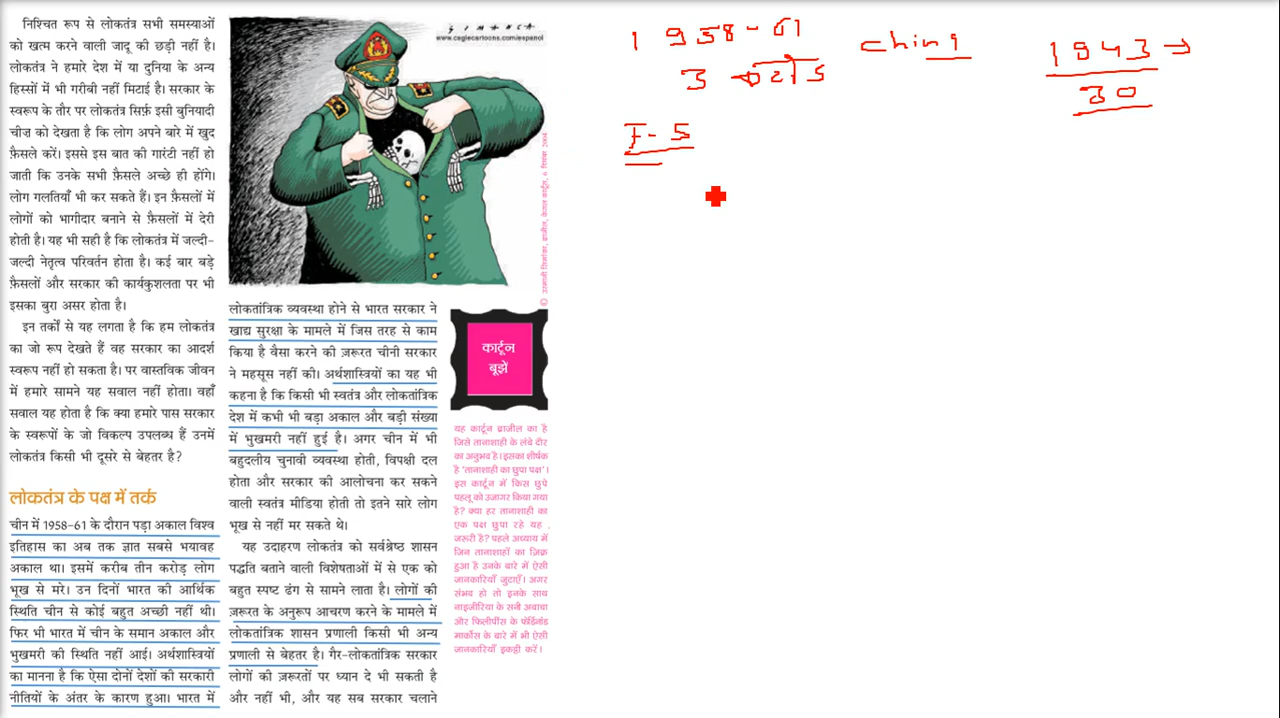 निश्चित रूप से लोकतंत्र सभी समस्याओं
को खत्म करने वाली जादू की छड़ी नहीं है।
लोकतंत्र ने हमारे देश में या दुनिया के अन्य
हिस्सों में भी गरीबी नहीं मिटाई है। सरकार के
स्वरूप के तौर पर लोकतंत्र सिर्फ़ इसी बुनियादी
चीज़ को देखता है कि लोग अपने बारे में खुद
फ़ैसले करें। इससे इस बात की गारंटी नहीं हो
जाती कि उनके सभी फ़ैसले अच्छे ही होंगे।
लोग गलतियाँ भी कर सकते हैं। इन फ़ैसलों में
लोगों को भागीदार बनाने से फ़ैसलों में देरी
होती है। यह भी सही है कि लोकतंत्र में जल्दी-
जल्दी नेतृत्व परिवर्तन होता है। कई बार बड़े
फ़ैसलों और सरकार की कार्यकुशलता पर भी
इसका बुरा असर होता है।
इन तर्कों से यह लगता है कि हम लोकतंत्र
का जो रूप देखते हैं वह सरकार का आदर्श
स्वरूप नहीं हो सकता है। पर वास्तविक जीवन
में हमारे सामने यह सवाल नहीं होता। वहाँ
सवाल यह होता है कि क्या हमारे पास सरकार
के स्वरूपों के जो विकल्प उपलब्ध हैं उनमें
लोकतंत्र किसी भी दूसरे से बेहतर है?
लोकतंत्र के पक्ष में तर्क
चीन में 1958-61 के दौरान पड़ा अकाल विश्व
इतिहास का अब तक ज्ञात सबसे भयावह
अकाल था। इसमें करीब तीन करोड़ लोग
भूख से मरे। उन दिनों भारत की आर्थिक
स्थिति चीन से कोई बहुत अच्छी नहीं थी।
फिर भी भारत में चीन के समान अकाल और
भुखमरी की स्थिति नहीं आई। अर्थशास्त्रियों
का मानना है कि ऐसा दोनों देशों की सरकारी
नीतियों के अंतर के कारण हुआ। भारत में
SIMANCA
www.caglecartoons.com/espanol
लोकतांत्रिक व्यवस्था होने से भारत सरकार ने
खाद्य सुरक्षा के मामले में जिस तरह से काम
किया है वैसा करने की ज़रूरत चीनी सरकार
ने महसूस नहीं की। अर्थशास्त्रियों का यह भी
कहना है कि किसी भी स्वतंत्र और लोकतांत्रिक
देश में कभी भी बड़ा अकाल और बड़ी संख्या
में भुखमरी नहीं हुई है। अगर चीन में भी
बहुदलीय चुनावी व्यवस्था होती, विपक्षी दल
होता और सरकार की आलोचना कर सकने
वाली स्वतंत्र मीडिया होती तो इतने सारे लोग
भूख से नहीं मर सकते थे।
यह उदाहरण लोकतंत्र को सर्वश्रेष्ठ शासन
पद्धति बताने वाली विशेषताओं में से एक को
बहुत स्पष्ट ढंग से सामने लाता है। लोगों की
ज़रूरत के अनुरूप आचरण करने के मामले में
लोकतांत्रिक शासन प्रणाली किसी भी अन्य
प्रणाली से बेहतर है। गैर-लोकतांत्रिक सरकार
लोगों की ज़रूरतों पर ध्यान दे भी सकती है
और नहीं भी, और यह सब सरकार चलाने
कार्टून
बूझें
यह कार्टून ब्राजील का है
जिसे तानाशाही के लंबे दौर
का अनुभव है। इसका शीर्षक
है 'तानाशाही का छुपा पक्ष'।
इस कार्टून में किस छुपे
पहलू को उजागर किया गया
है? क्या हर तानाशाही का
एक पक्ष छुपा रहे यह
जरूरी है? पहले अध्याय में
जिन तानाशाहों का ज़िक्र
हुआ है उनके बारे में ऐसी
जानकारियाँ जुटाएँ। अगर
संभव हो तो इनके साथ
नाइजीरिया के सनी अबाचा
और फिलीपींस के फर्डिनांड
मार्कोस के बारे में भी ऐसी
जानकारियाँ इकट्ठी करें।
1958-61
3 करोड़
china
1943 →
30
F-S